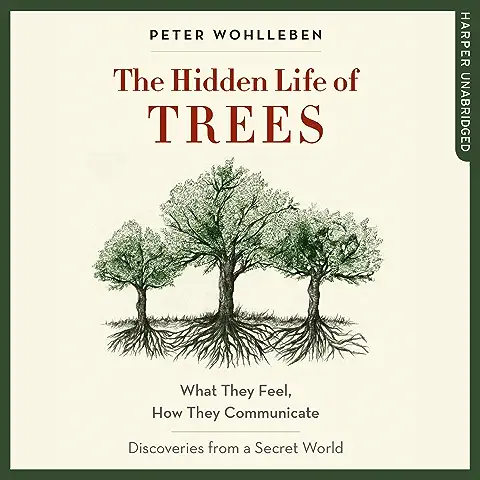 PETER WOHLLEBEN
The Hidden Life of
TREES
What They Feel,
How They Communicate
Discoveries from a Secret World
HARPER UNABRIDGED